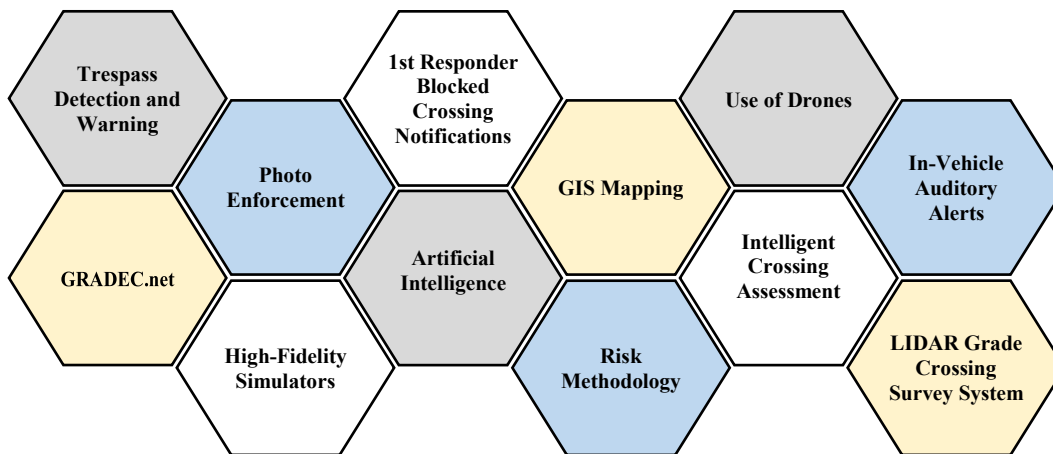 Trespass
Detection and
Warning
1st Responder
Blocked
Crossing
Notifications
Use of Drones
Photo
Enforcement
GIS Mapping
In-Vehicle
Auditory
Alerts
GRADEC.net
Artificial
Intelligence
Intelligent
Crossing
Assessment
High-Fidelity
Simulators
Risk
Methodology
LIDAR Grade
Crossing
Survey System